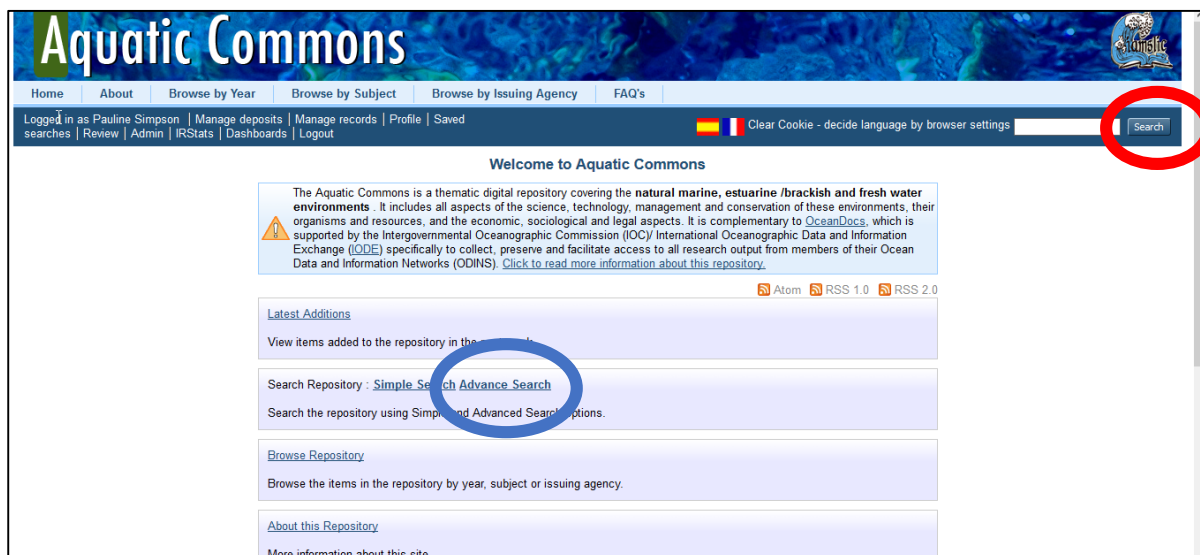 Aquatic Commons
Home About Browse by Year Browse by Subject Browse by Issuing Agency FAQ's
Logged in as Pauline Simpson | Manage deposits | Manage records | Profile | Saved
searches | Review | Admin | IRStats | Dashboards | Logout
Clear Cookie - decide language by browser settings Search
Welcome to Aquatic Commons
The Aquatic Commons is a thematic digital repository covering the natural marine, estuarine /brackish and fresh water
environments . It includes all aspects of the science, technology, management and conservation of these environments, their
organisms and resources, and the economic, sociological and legal aspects. It is complementary to OceanDocs, which is
supported by the Intergovernmental Oceanographic Commission (IOC)/ International Oceanographic Data and Information
Exchange (IODE) specifically to collect, preserve and facilitate access to all research output from members of their Ocean
Data and Information Networks (ODINS). Click to read more information about this repository.
Atom RSS 1.0 RSS 2.0
Latest Additions
View items added to the repository in the
Search Repository : Simple Search Advance Search
Search the repository using Simple and Advanced Search options.
Browse Repository
Browse the items in the repository by year, subject or issuing agency.
About this Repository
More information about this site